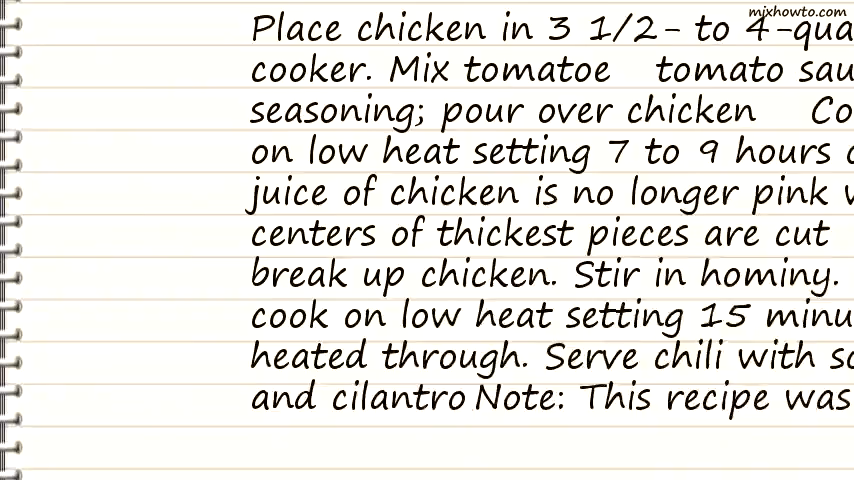 mixhowto.com
Place chicken in 3 1/2- to 4-qua
cooker. Mix tomatoe tomato sau
seasoning; pour over chicken Co
on low heat setting 7 to 9 hours o
juice of chicken is no longer pink w
centers of thickest pieces are cut
break up chicken. Stir in hominy.
cook on low heat setting 15 minu
heated through. Serve chili with so
and cilantro Note: This recipe was